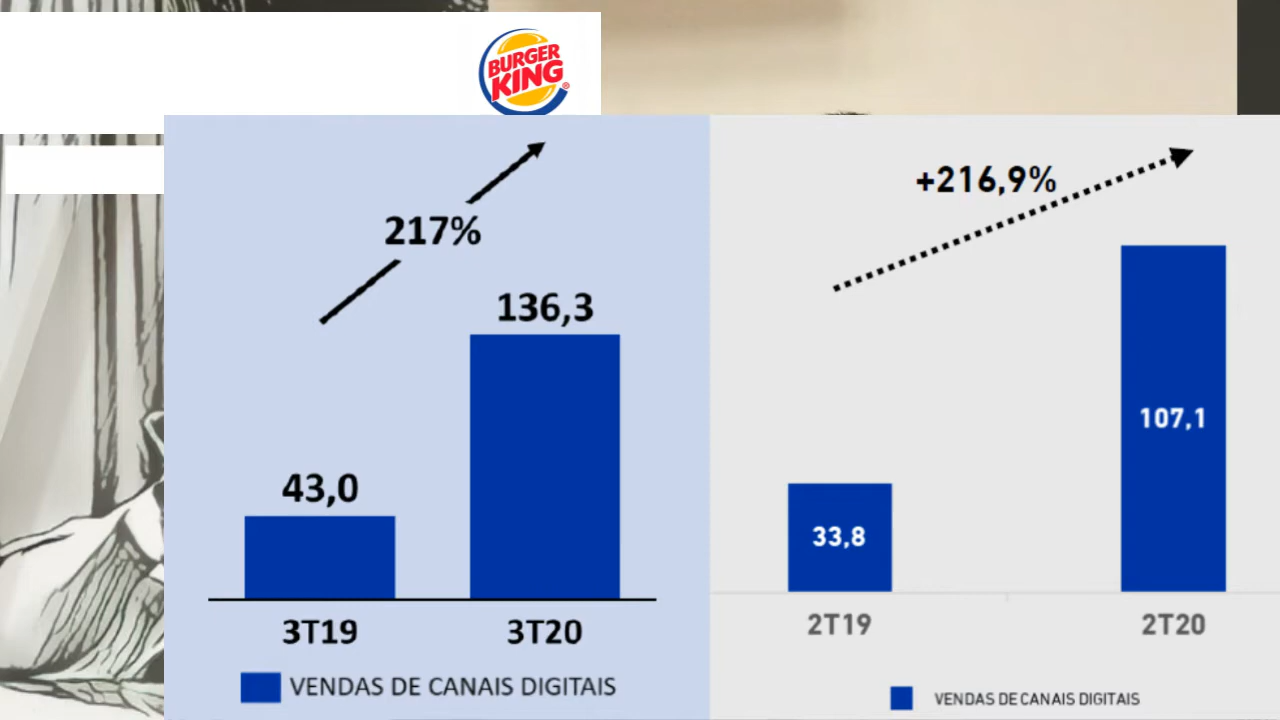 BURGER
KING
®
217%
136,3
43,0
3T19
3T20
VENDAS DE CANAIS DIGITAIS
+216,9%
107,1
33,8
2T19
2T20
VENDAS DE CANAIS DIGITAIS